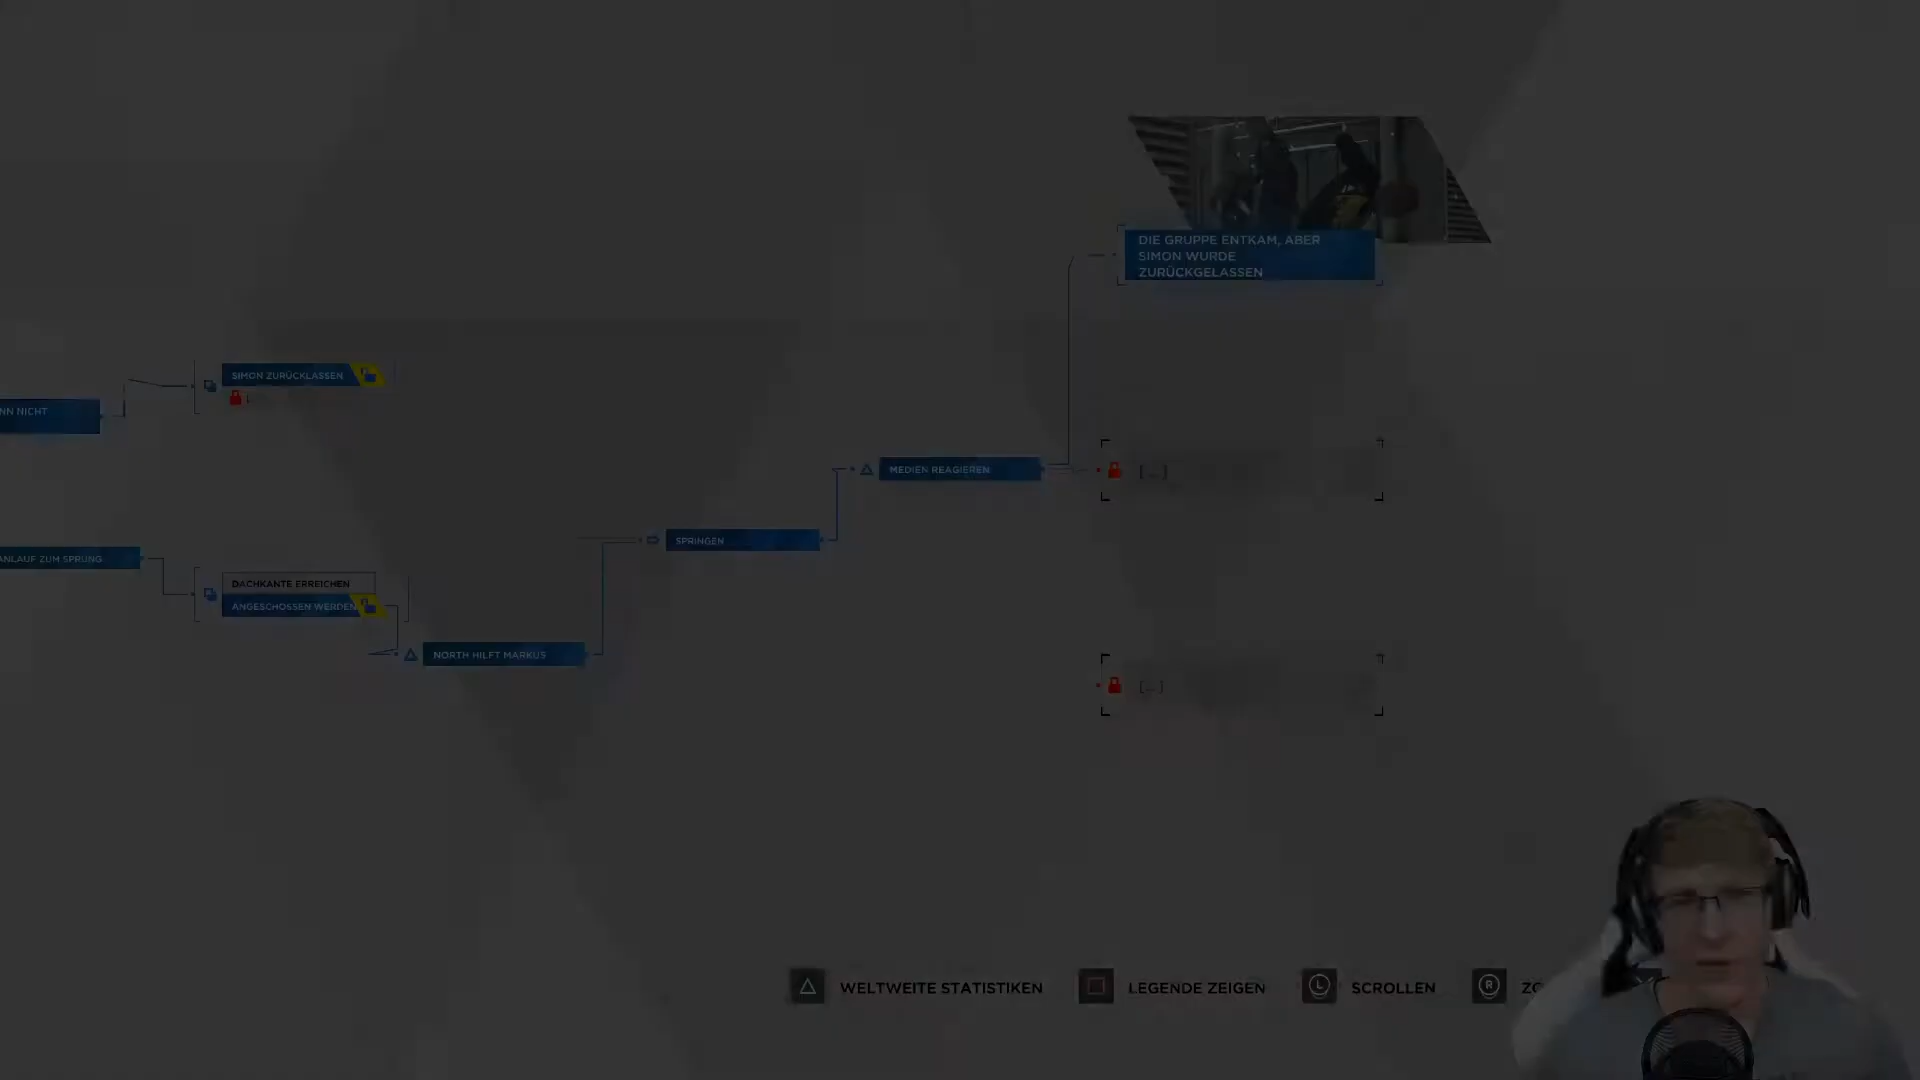 DIE GRUPPE ENTKAM, ABER
SIMON WURDE
ZURÜCKGELASSEN
SIMON ZURÜCKLASSEN
NN NICHT
MEDIEN REAGIEREN
[...]
SPRINGEN
ANLAUF ZUM SPRUNG
DACHKANTE ERREICHEN
ANGESCHOSSEN WERDEN
NORTH HILFT MARKUS
[...]
WELTWEITE STATISTIKEN
LEGENDE ZEIGEN
L
SCROLLEN
R
ZO